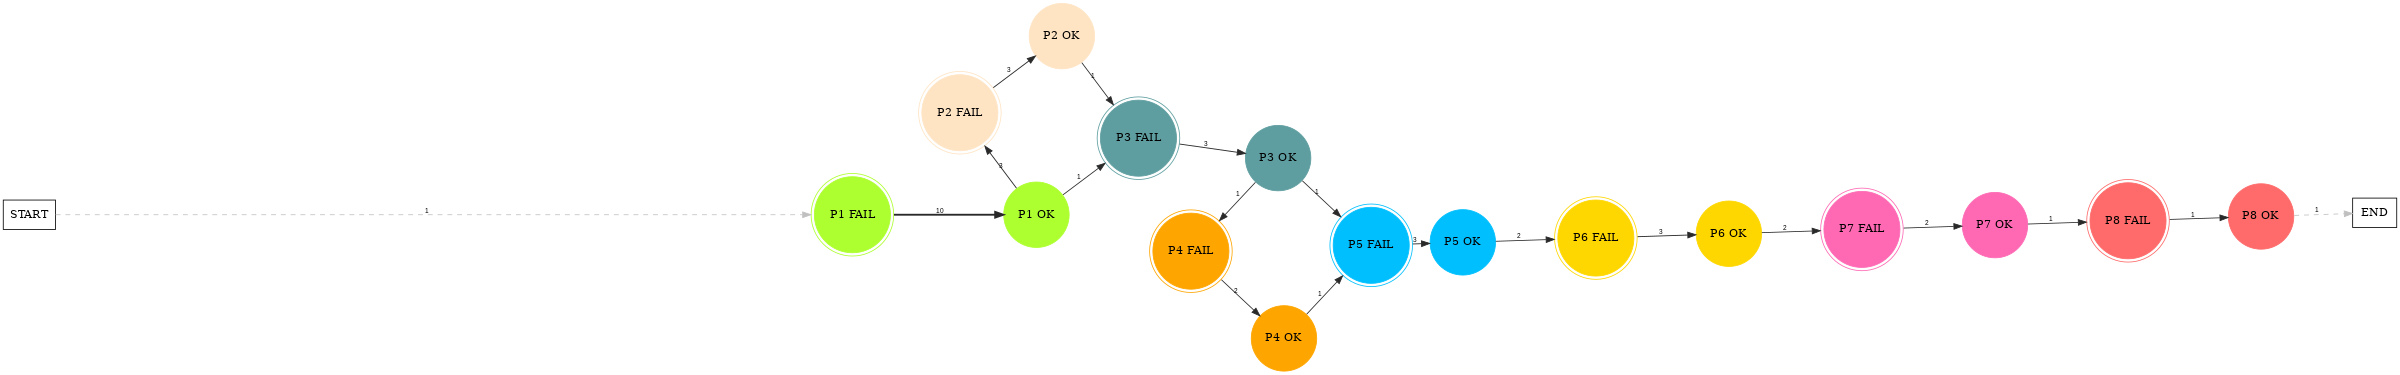 START
1
P1 FAIL
10
P1 OK
3
P2 FAIL
3
P2 OK
1
1
P3 FAIL
3
P3 OK
1
1
P4 FAIL
2
P4 OK
1
P5 FAIL
3
P5 OK
2
P6 FAIL
3
P6 OK
2
P7 FAIL
2
P7 OK
1
P8 FAIL
1
P8 OK
1
END